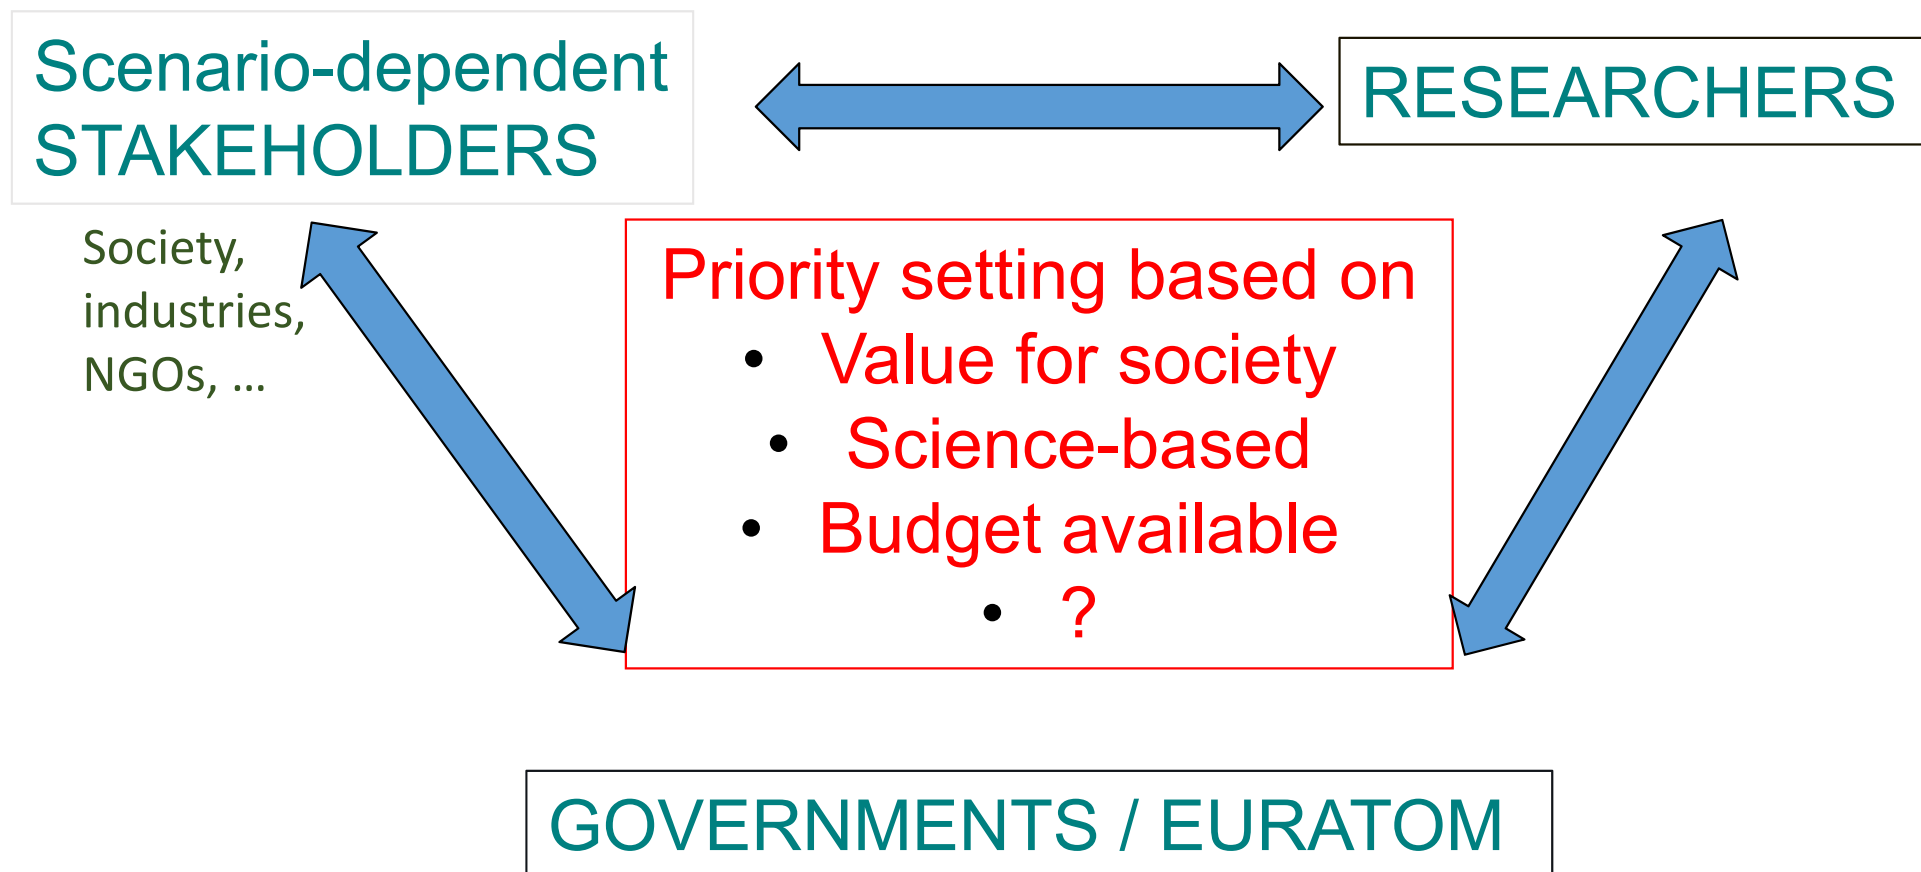 Scenario-dependent
STAKEHOLDERS
RESEARCHERS
Society,
industries,
NGOs, ...
Priority setting based on
• Value for society
• Science-based
• Budget available
• ?
GOVERNMENTS / EURATOM